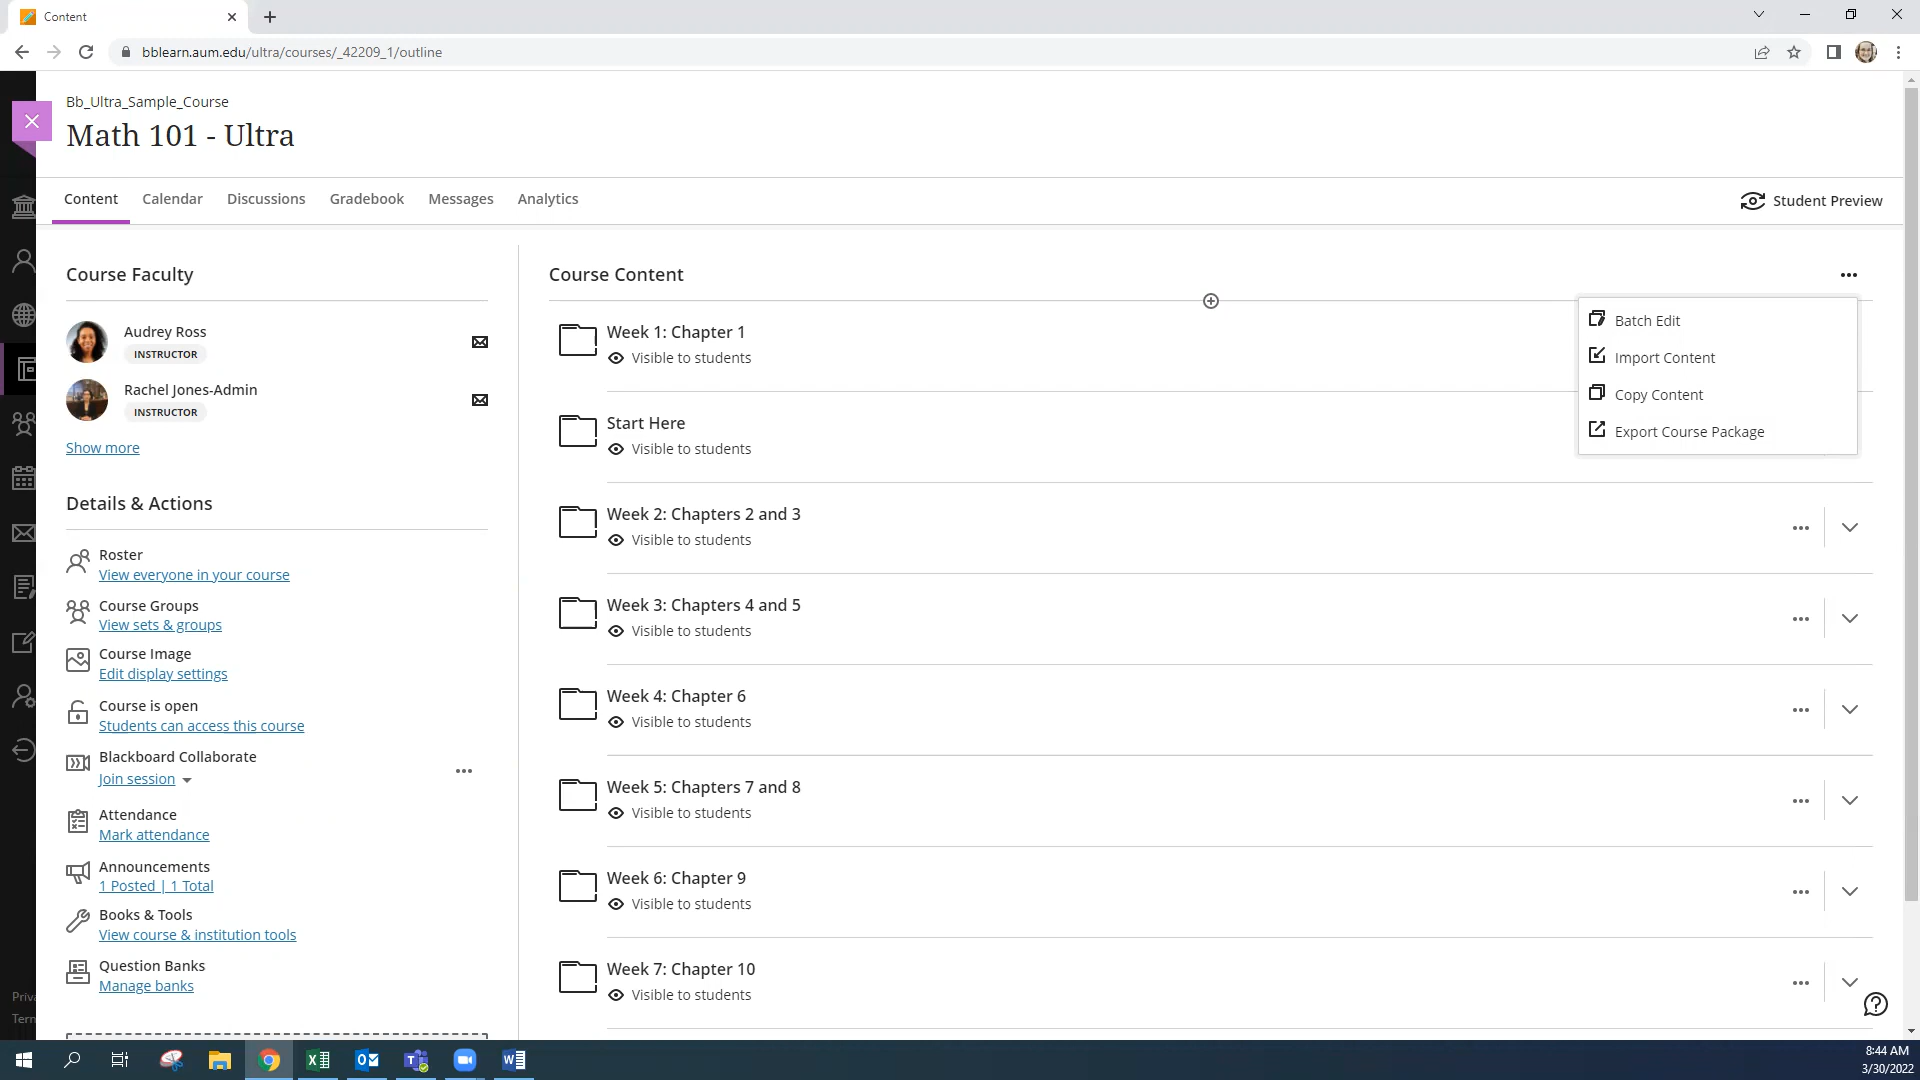 Content
bblearn.aum.edu/ultra/courses/_42209_1/outline
Bb_Ultra_Sample_Course
Math 101 - Ultra
Content
Calendar
Discussions
Gradebook
Messages
Analytics
Student Preview
Course Faculty
Audrey Ross
INSTRUCTOR
Rachel Jones-Admin
INSTRUCTOR
Show more
Details & Actions
Roster
View everyone in your course
Course Groups
View sets & groups
Course Image
Edit display settings
Course is open
Students can access this course
Blackboard Collaborate
Join session
Attendance
Mark attendance
Announcements
1 Posted | 1 Total
Books & Tools
View course & institution tools
Question Banks
Manage banks
Priva
Term
Course Content
Week 1: Chapter 1
Visible to students
Start Here
Visible to students
Week 2: Chapters 2 and 3
Visible to students
Week 3: Chapters 4 and 5
Visible to students
Week 4: Chapter 6
Visible to students
Week 5: Chapters 7 and 8
Visible to students
Week 6: Chapter 9
Visible to students
Week 7: Chapter 10
Visible to students
Batch Edit
Import Content
Copy Content
Export Course Package
8:44 AM
3/30/2022